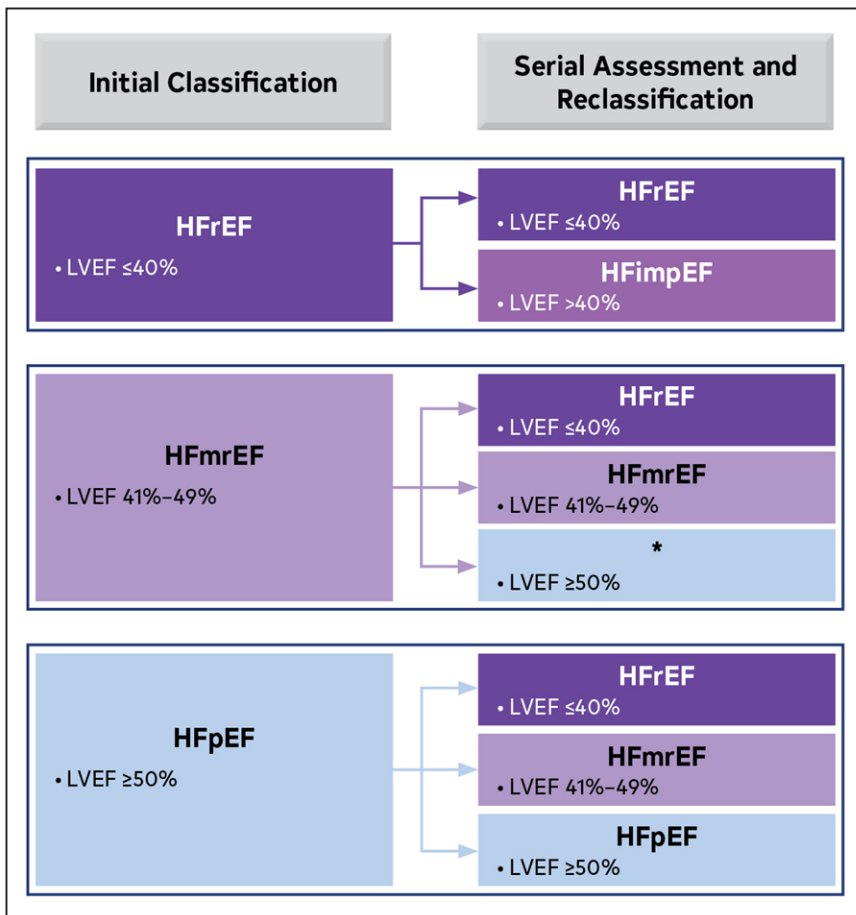 Initial Classification
Serial Assessment and
Reclassification
HFrEF
• LVEF ≤40%
HFrEF
• LVEF ≤40%
HFimpEF
• LVEF >40%
HFmrEF
• LVEF 41%–49%
HFrEF
• LVEF ≤40%
HFmrEF
• LVEF 41%–49%
*
• LVEF ≥50%
HFpEF
• LVEF ≥50%
HFrEF
• LVEF ≤40%
HFmrEF
• LVEF 41%–49%
HFpEF
• LVEF ≥50%